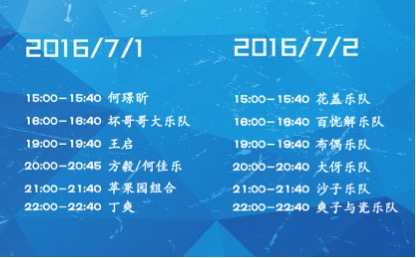 2016/7/1
15:00-15:40 何璟昕
16:00-16:40 坏哥哥大乐队
19:00-19:40 王启
20:00-20:45 方毅/何佳乐
21:00-21:40 苹果园组合
22:00-22:40 丁爽
2016/7/2
15:00-15:40 花盖乐队
16:00-16:40 百忧解乐队
19:00-19:40 布偶乐队
20:00-20:40 大伢乐队
21:00-21:40 沙子乐队
22:00-22:40 爽子与瓷乐队